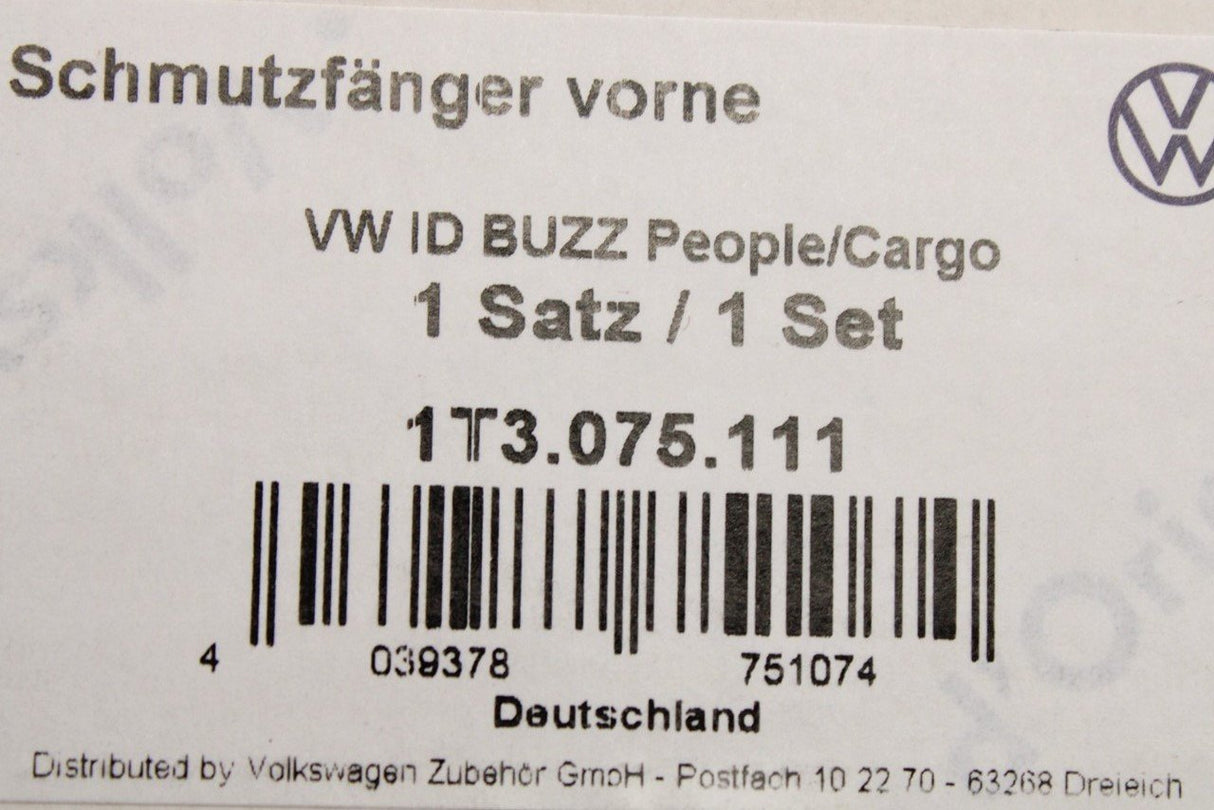 Schmutzfänger vorne
VW ID BUZZ People/Cargo
1 Satz / 1 Set
1T3.075.111
4 039378 751074
Deutschland
Distributed by Volkswagen Zubehör GmbH - Postfach 10 22 70 - 63268 Dreieich